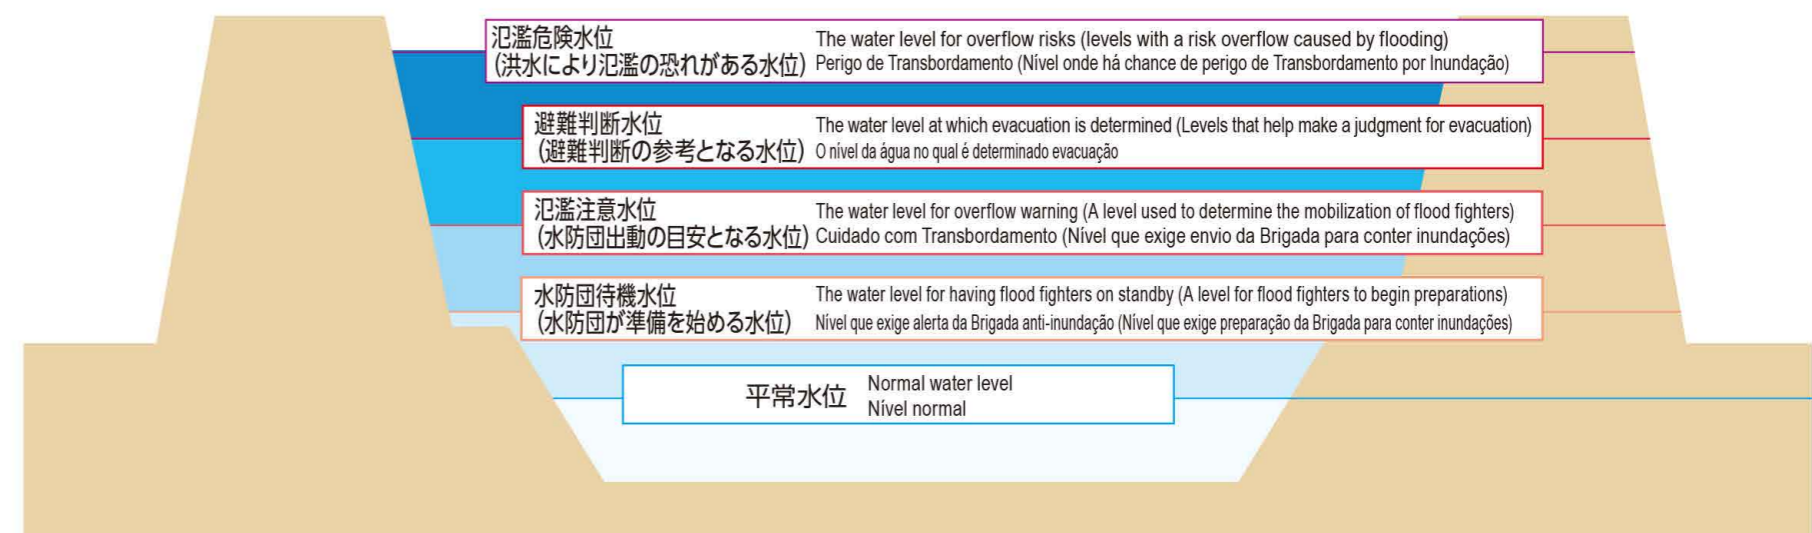 氾濫危険水位
(洪水により氾濫の恐れがある水位)
The water level for overflow risks (levels with a risk overflow caused by flooding)
Perigo de Transbordamento (Nível onde há chance de perigo de Transbordamento por Inundação)
避難判断水位
(避難判断の参考となる水位)
The water level at which evacuation is determined (Levels that help make a judgment for evacuation)
O nível da água no qual é determinado evacuação
氾濫注意水位
(水防団出動の目安となる水位)
The water level for overflow warning (A level used to determine the mobilization of flood fighters)
Cuidado com Transbordamento (Nível que exige envio da Brigada para conter inundações)
水防団待機水位
(水防団が準備を始める水位)
The water level for having flood fighters on standby (A level for flood fighters to begin preparations)
Nível que exige alerta da Brigada anti-inundação (Nível que exige preparação da Brigada para conter inundações)
平常水位
Normal water level
Nível normal